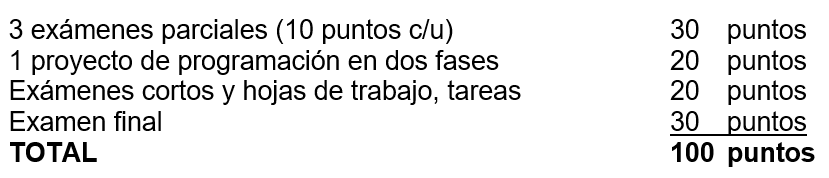 3 exámenes parciales (10 puntos c/u) 30 puntos
1 proyecto de programación en dos fases 20 puntos
Exámenes cortos y hojas de trabajo, tareas 20 puntos
Examen final 30 puntos
TOTAL 100 puntos